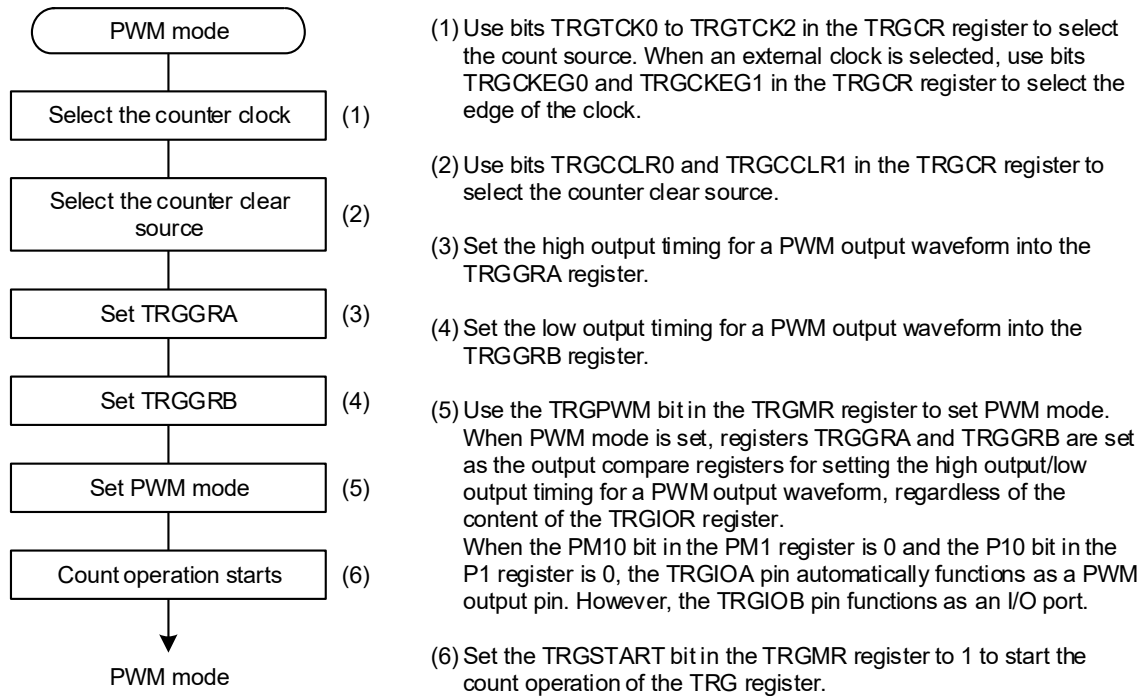 PWM mode
Select the counter clock
(1)
Select the counter clear
source
(2)
Set TRGGRA
(3)
Set TRGGRB
(4)
Set PWM mode
(5)
Count operation starts
(6)
PWM mode
(1) Use bits TRGTCK0 to TRGTCK2 in the TRGCR register to select
the count source. When an external clock is selected, use bits
TRGCKEG0 and TRGCKEG1 in the TRGCR register to select the
edge of the clock.
(2) Use bits TRGCCLR0 and TRGCCLR1 in the TRGCR register to
select the counter clear source.
(3) Set the high output timing for a PWM output waveform into the
TRGGRA register.
(4) Set the low output timing for a PWM output waveform into the
TRGGRB register.
(5) Use the TRGPWM bit in the TRGMR register to set PWM mode.
When PWM mode is set, registers TRGGRA and TRGGRB are set
as the output compare registers for setting the high output/low
output timing for a PWM output waveform, regardless of the
content of the TRGIOR register.
When the PM10 bit in the PM1 register is 0 and the P10 bit in the
P1 register is 0, the TRGIOA pin automatically functions as a PWM
output pin. However, the TRGIOB pin functions as an I/O port.
(6) Set the TRGSTART bit in the TRGMR register to 1 to start the
count operation of the TRG register.